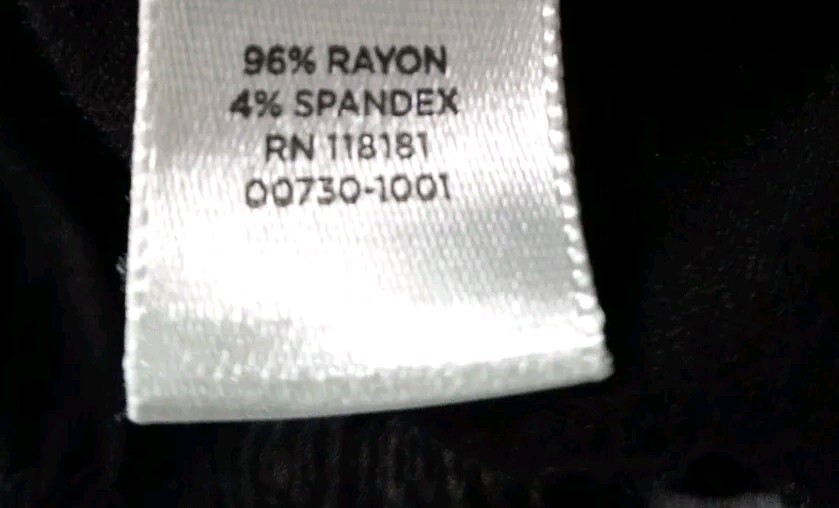 96% RAYON
4% SPANDEX
RN 118181
00730-1001